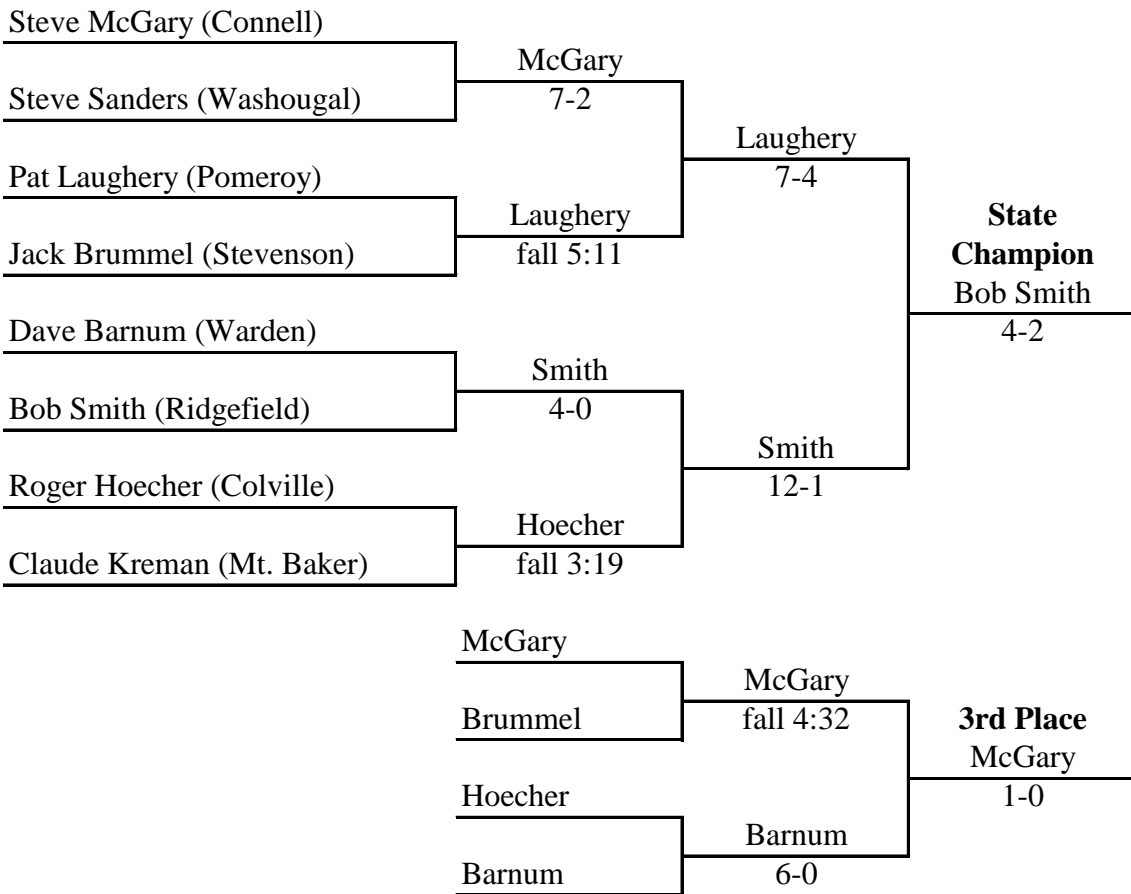 Steve McGary (Connell)
McGary
Steve Sanders (Washougal)
7-2
Laughery
Pat Laughery (Pomeroy)
7-4
Laughery
State
Jack Brummel (Stevenson)
fall 5:11
Champion
Bob Smith
Dave Barnum (Warden)
4-2
Smith
Bob Smith (Ridgefield)
4-0
Smith
Roger Hoecher (Colville)
12-1
Hoecher
Claude Kreman (Mt. Baker)
fall 3:19
McGary
McGary
Brummel
fall 4:32
3rd Place
McGary
Hoecher
1-0
Barnum
Barnum
6-0